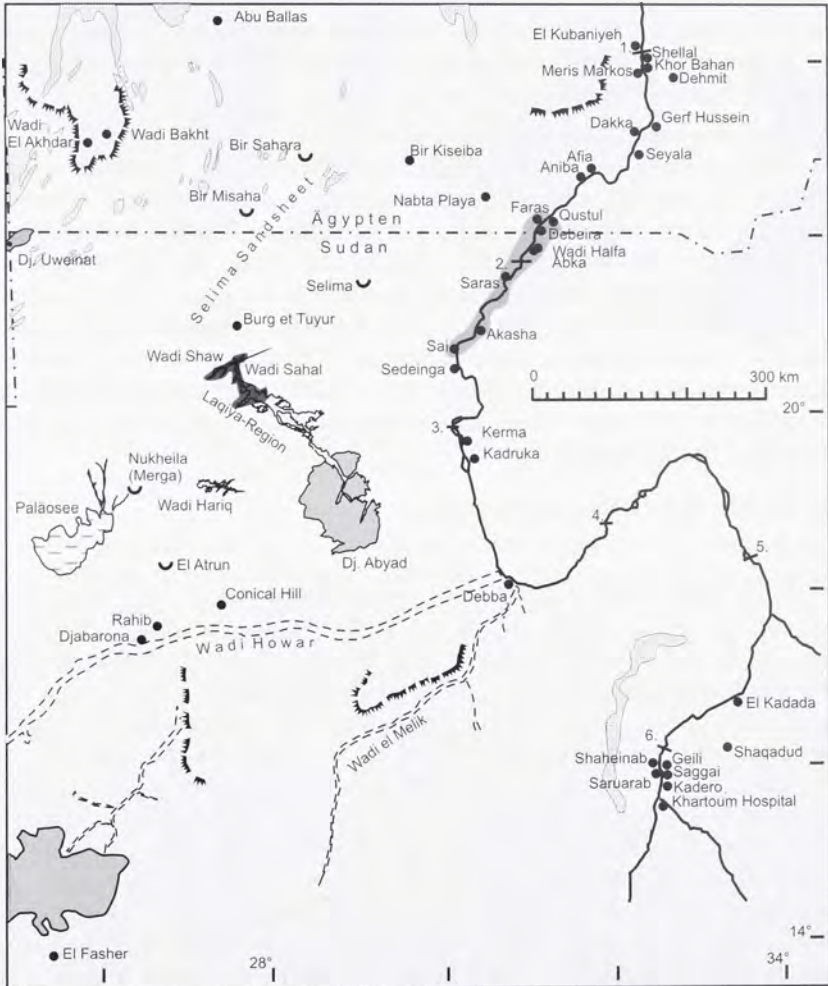 Abu Ballas
El Kubaniyeh
1.
Shellal
Khor Bahan
Meris Markos
Dehmit
Wadi
El Akhdar
Wadi Bakht
Bir Sahara
Bir Kiseiba
Dakka
Gerf Hussein
Seyala
Afia
Aniba
Bir Misaha
Nabta Playa
Selima Sandsheet
Faras
Qustul
Ägypten
Debeira
Sudan
Dj. Uweinat
Wadi Halfa
2.
Abka
Selima
Saras
Burg et Tuyur
Akasha
Sai
Wadi Shaw
Wadi Sahal
Sedeinga
0
300 km
Laqiya-Region
20°
3.
Kerma
Kadruka
Nukheila
(Merga)
Wadi Hariq
Paläosee
4.
5.
El Atrun
Dj. Abyad
Conical Hill
Debba
Rahib
Djabarona
Wadi Howar
Wadi el Melik
El Kadada
6.
Shaqadud
Shaheinab
Geili
Saruarab
Saggai
Kadero
Khartoum Hospital
14°
El Fasher
28°
34°